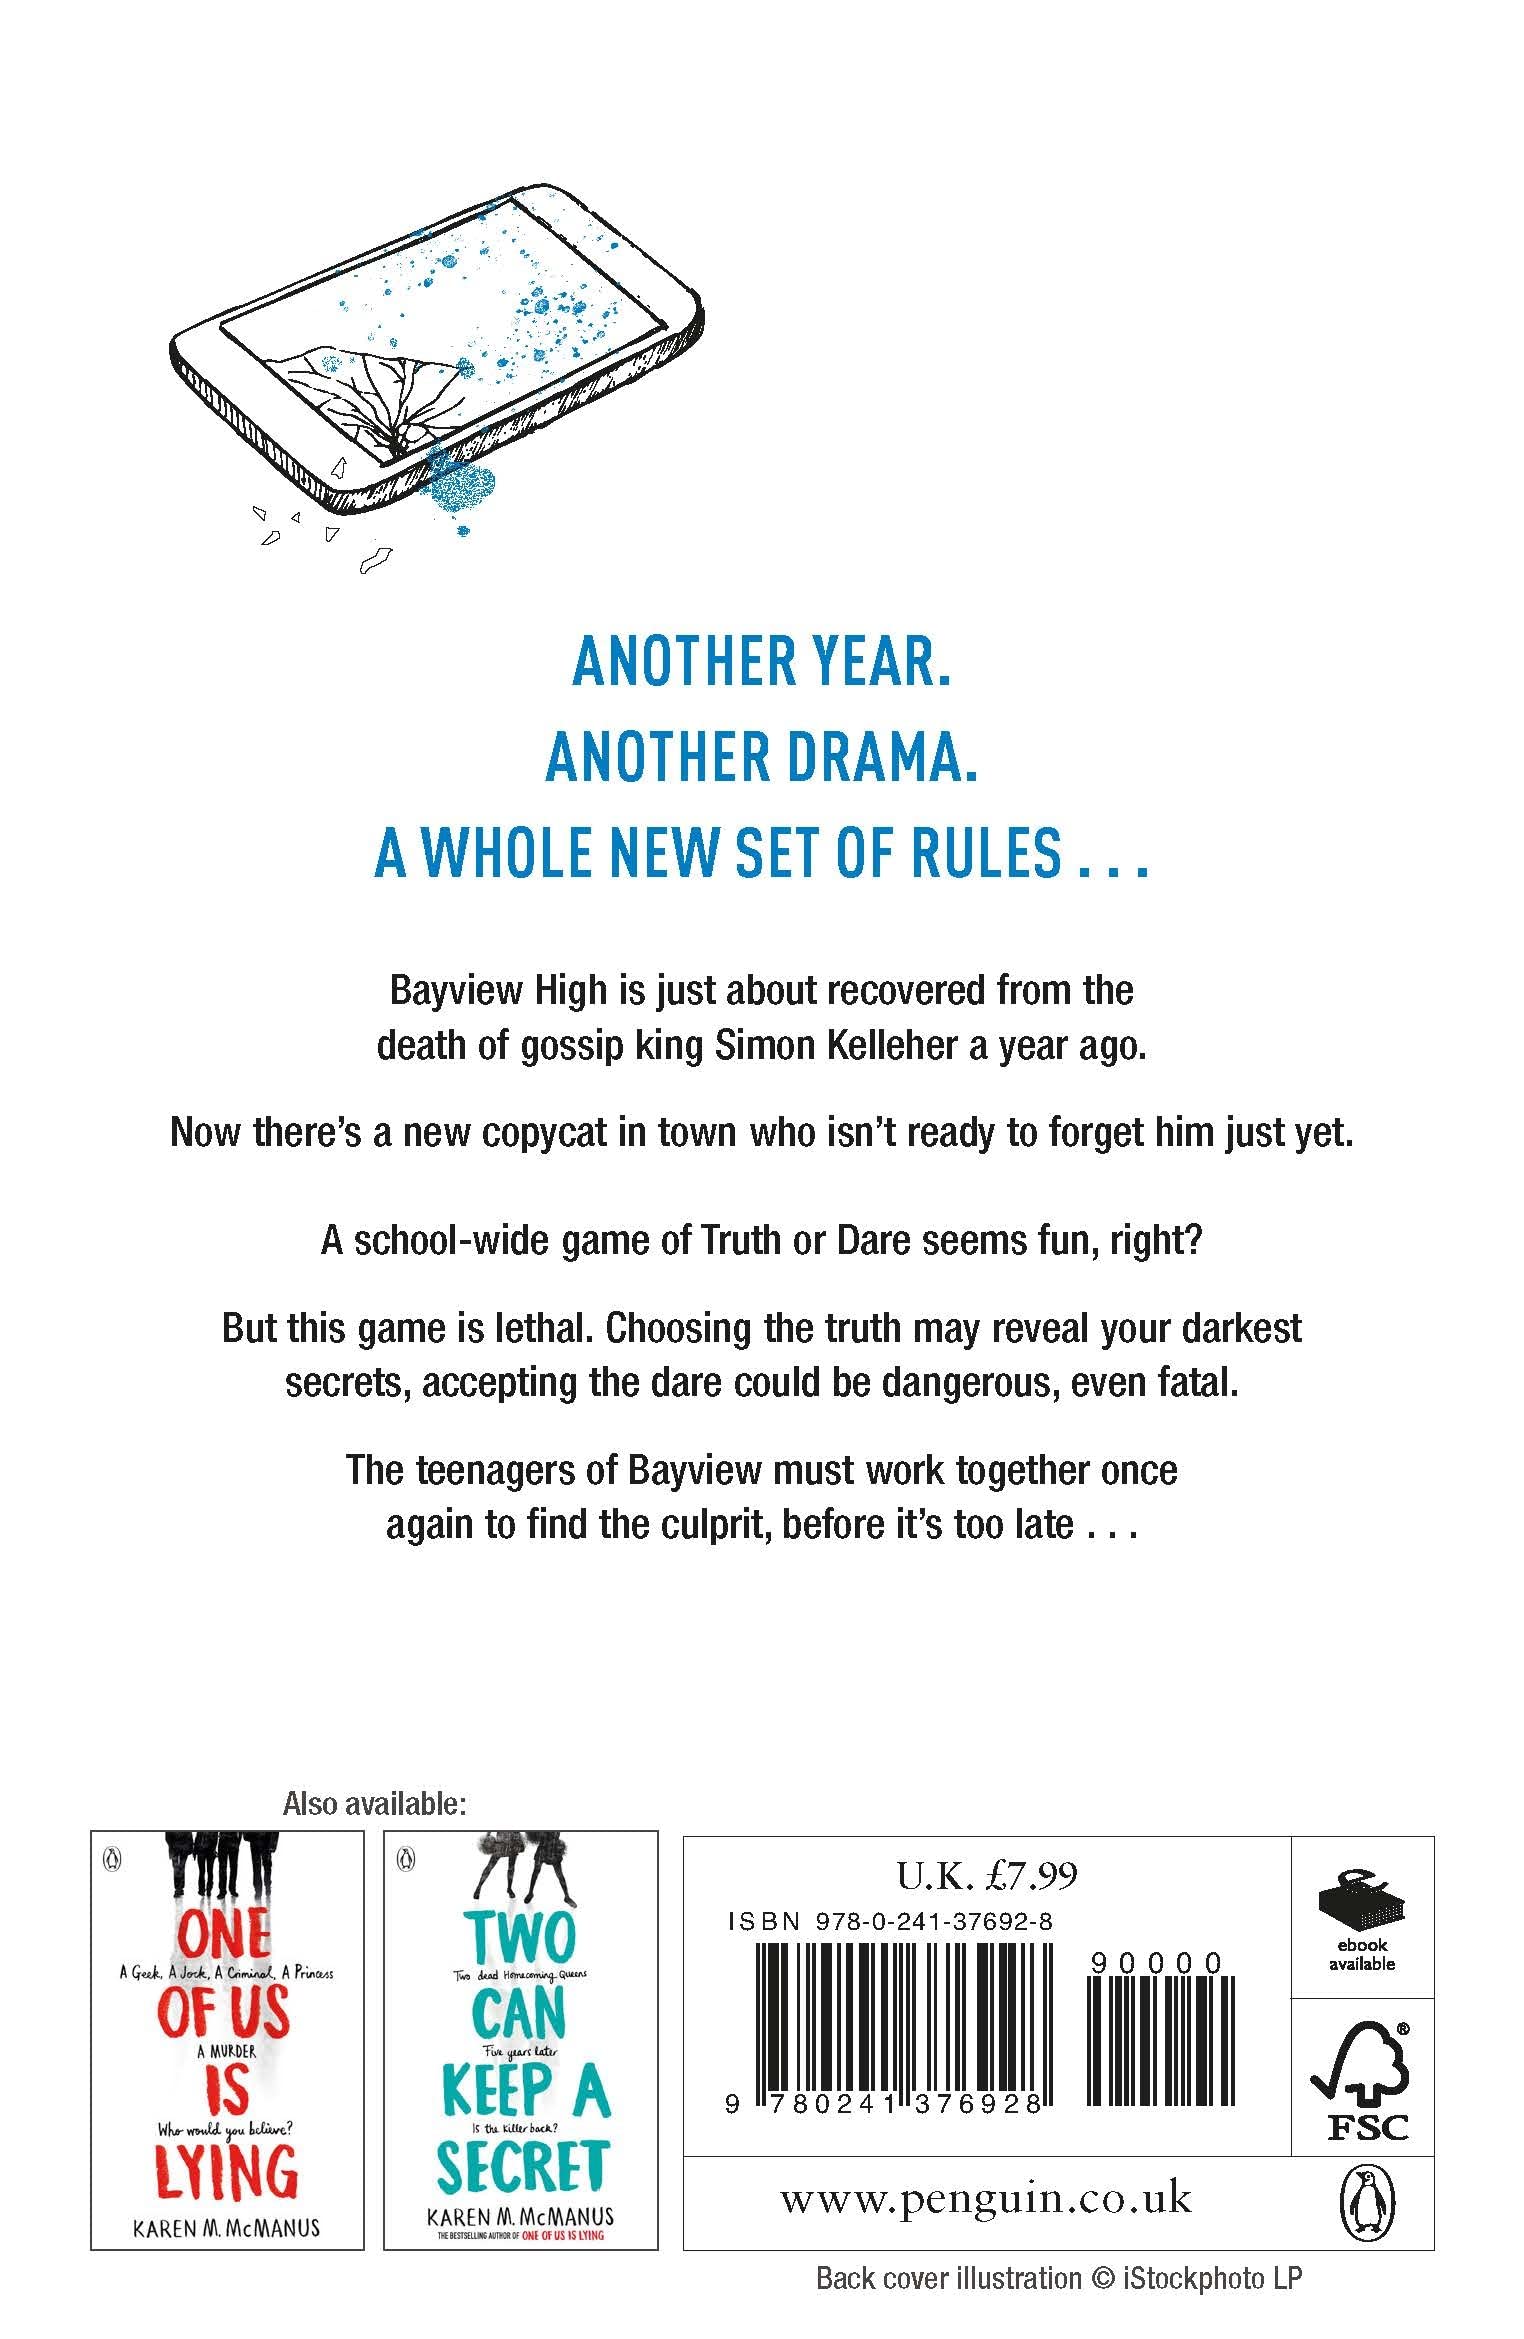 ANOTHER YEAR.
ANOTHER DRAMA.
A WHOLE NEW SET OF RULES . . .
Bayview High is just about recovered from the
death of gossip king Simon Kelleher a year ago.
Now there’s a new copycat in town who isn’t ready to forget him just yet.
A school-wide game of Truth or Dare seems fun, right?
But this game is lethal. Choosing the truth may reveal your darkest
secrets, accepting the dare could be dangerous, even fatal.
The teenagers of Bayview must work together once
again to find the culprit, before it’s too late . . .
Also available:
ONE
A Geek, A Jock, A Criminal, A Princess
OF US
A MURDER
IS
Who would you believe?
LYING
KAREN M. McMANUS
TWO
Two dead Homecoming Queens
CAN
Five years later
KEEP A
Is the killer back?
SECRET
KAREN M. McMANUS
THE BESTSELLING AUTHOR OF ONE OF US IS LYING
U.K. £7.99
ISBN 978-0-241-37692-8
90000
9 780241 376928
ebook
available
®
FSC
www.penguin.co.uk
Back cover illustration © iStockphoto LP